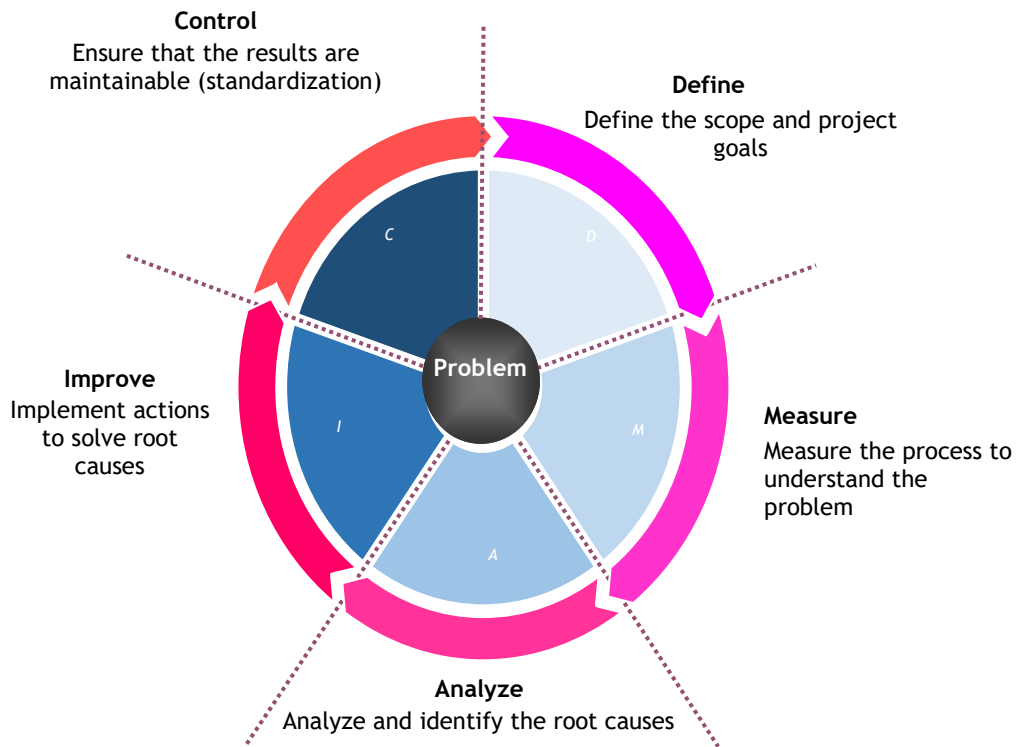 Control
Ensure that the results are
maintainable (standardization)
Define
Define the scope and project
goals
C
D
Problem
Improve
Implement actions
to solve root
causes
I
M
Measure
Measure the process to
understand the
problem
A
Analyze
Analyze and identify the root causes